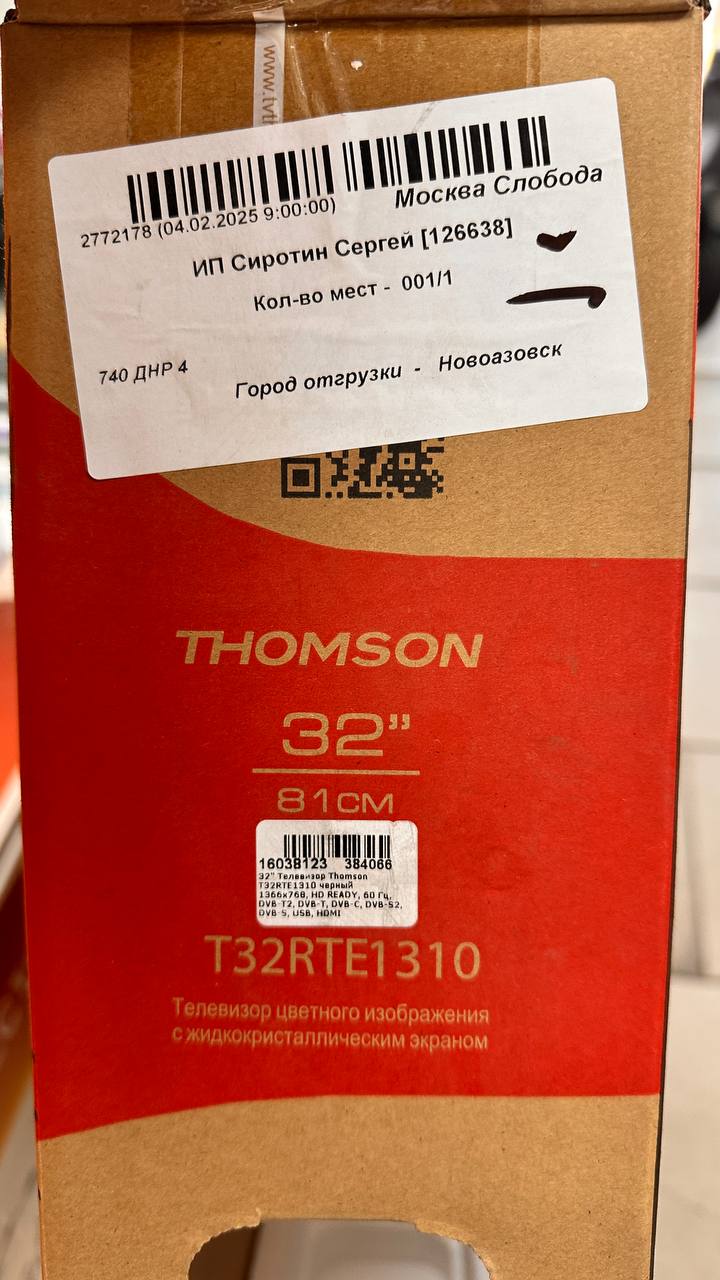 www.tvth
2772178 (04.02.2025 9:00:00)
Москва Слобода
ИП Сиротин Сергей [126638]
Кол-во мест - 001/1
740 ДНР 4
Город отгрузки - Новоазовск
THOMSON
32”
81СМ
16038123 384066
32" Телевизор Thomson
T32RTE1310 черный
1366x768, HD READY, 60 Гц,
DVB-T2, DVB-T, DVB-C, DVB-S2,
DVB-S, USB, HDMI
T32RTE1310
Телевизор цветного изображения
с жидкокристаллическим экраном